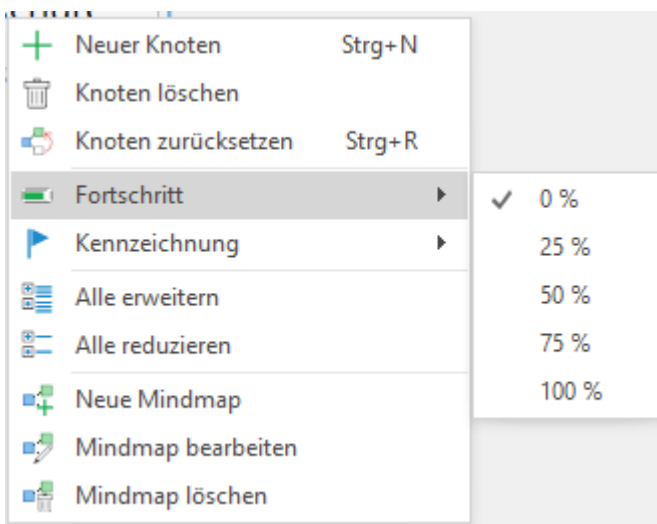 Neuer Knoten Strg+N
Knoten löschen
Knoten zurücksetzen Strg+R
Fortschritt
Kennzeichnung
Alle erweitern
Alle reduzieren
Neue Mindmap
Mindmap bearbeiten
Mindmap löschen
0 %
25 %
50 %
75 %
100 %